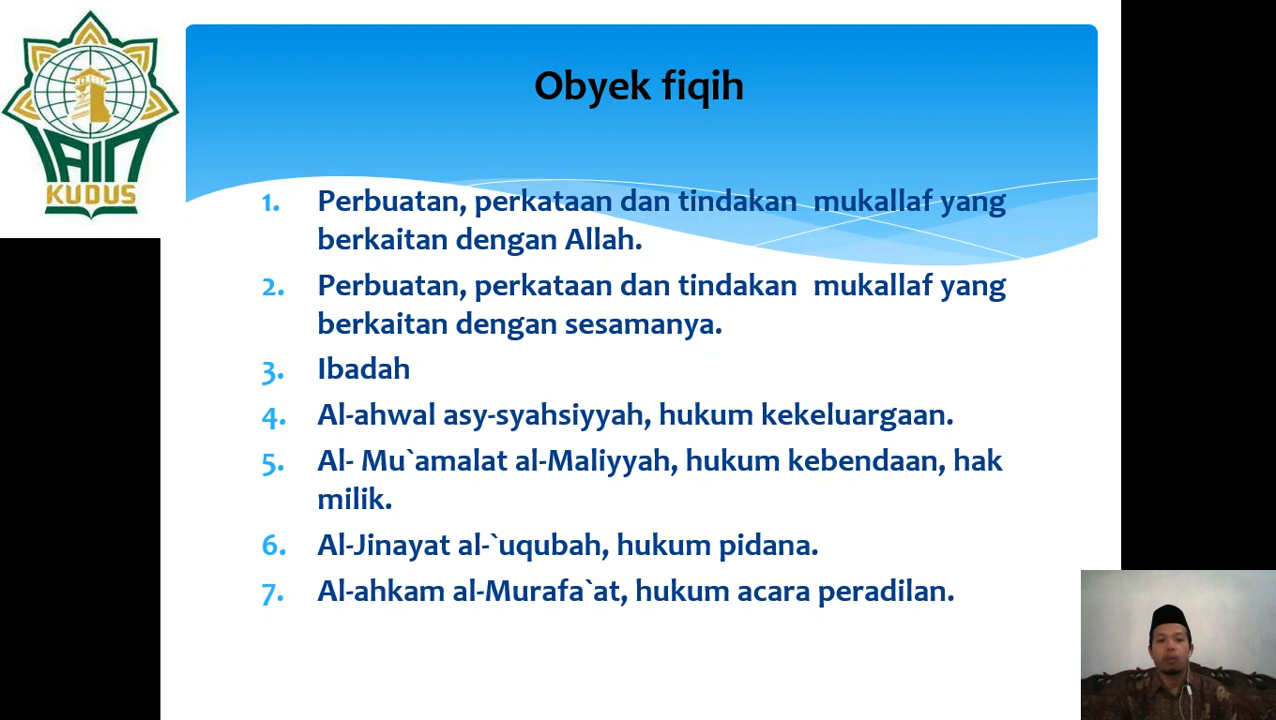 IAIN
KUDUS
Obyek fiqih
1. Perbuatan, perkataan dan tindakan  mukallaf yang
berkaitan dengan Allah.
2. Perbuatan, perkataan dan tindakan  mukallaf yang
berkaitan dengan sesamanya.
3. Ibadah
4. Al-ahwal asy-syahsiyyah, hukum kekeluargaan.
5. Al- Mu`amalat al-Maliyyah, hukum kebendaan, hak
milik.
6. Al-Jinayat al-`uqubah, hukum pidana.
7. Al-ahkam al-Murafa`at, hukum acara peradilan.